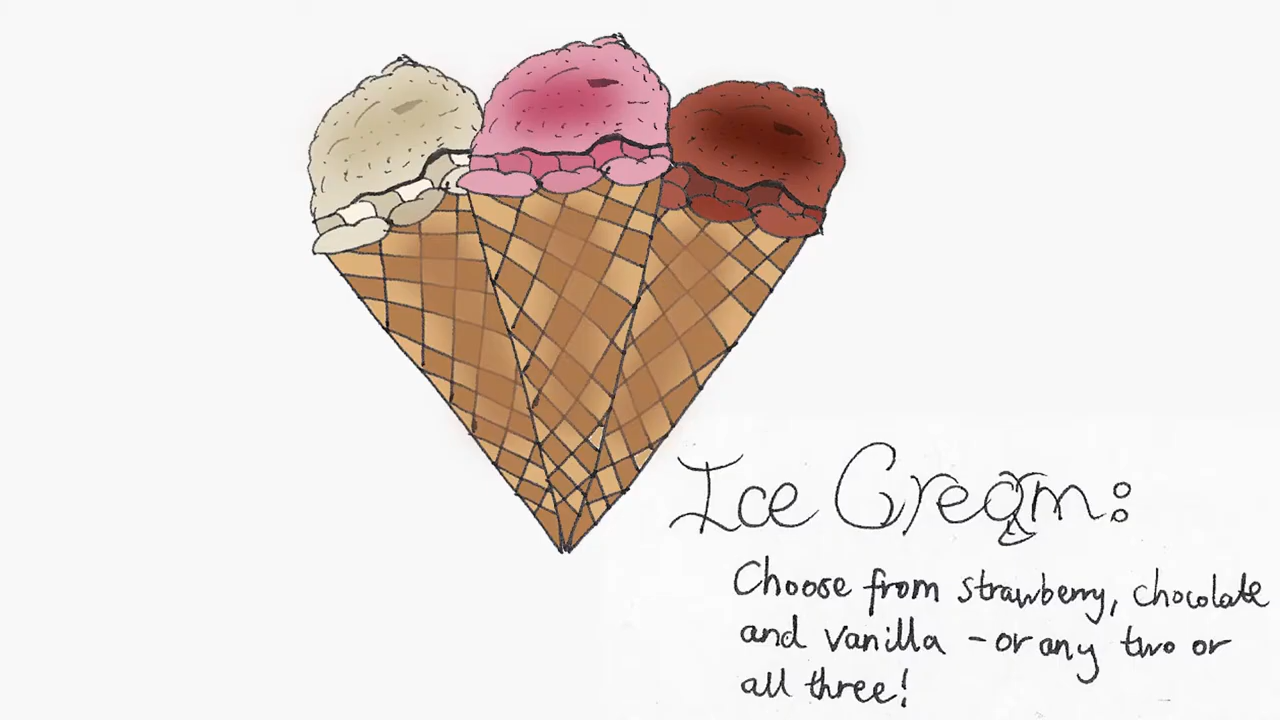 Ice Cream:
Choose from strawberry, chocolate
and vanilla - or any two or
all three!